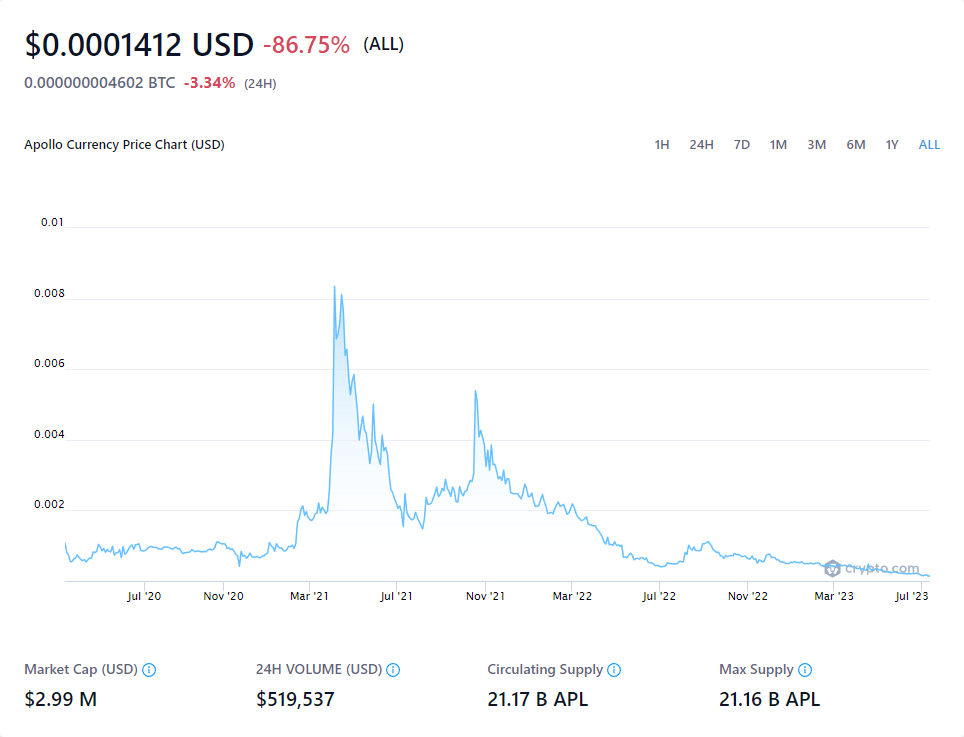 $0.0001412 USD -86.75% (ALL)
0.000000004602 BTC -3.34% (24H)
Apollo Currency Price Chart (USD) 1H 24H 7D 1M 3M 6M 1Y ALL
0.01
0.008
0.006
0.004
0.002
crypto.com
Jul '20 Nov '20 Mar '21 Jul '21 Nov '21 Mar '22 Jul '22 Nov '22 Mar '23 Jul '23
Market Cap (USD) 24H VOLUME (USD) Circulating Supply Max Supply
$2.99 M $519,537 21.17 B APL 21.16 B APL